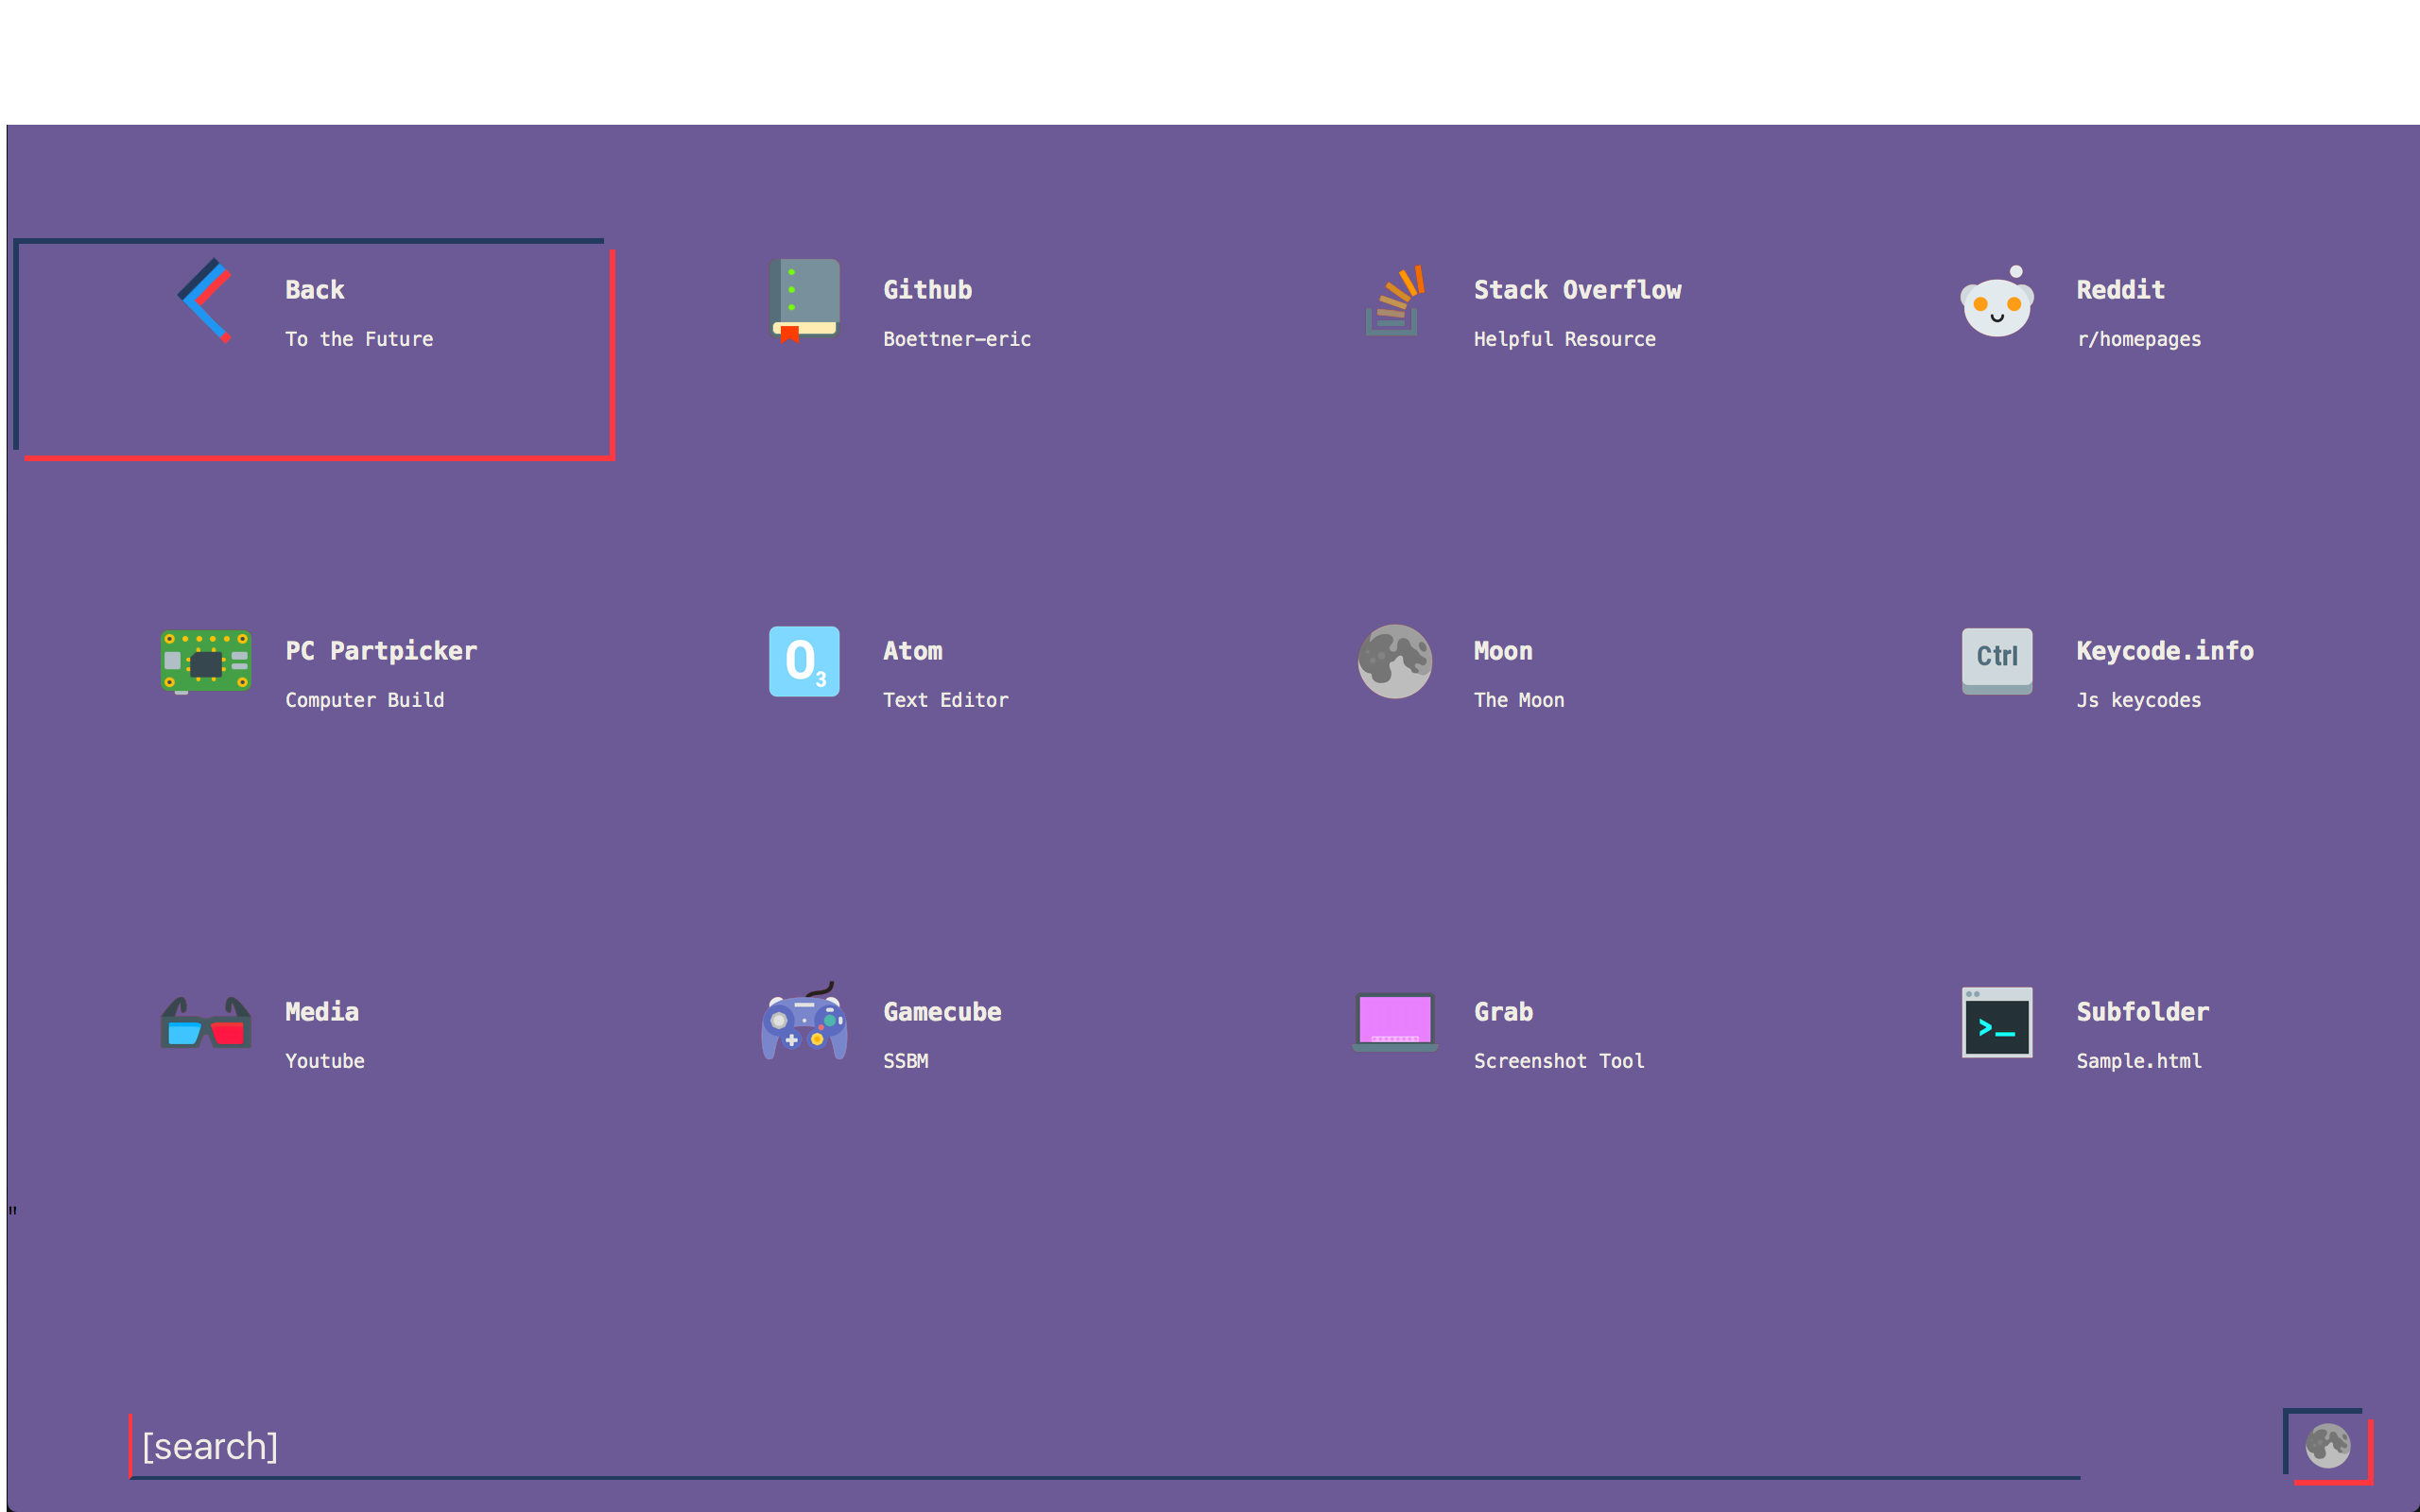 Back
To the Future
Github
Boettner-eric
Stack Overflow
Helpful Resource
Reddit
r/homepages
PC Partpicker
Computer Build
O3
Atom
Text Editor
Moon
The Moon
Ctrl
Keycode.info
Js keycodes
Media
Youtube
Gamecube
SSBM
Grab
Screenshot Tool
>_
Subfolder
Sample.html
"
[search]